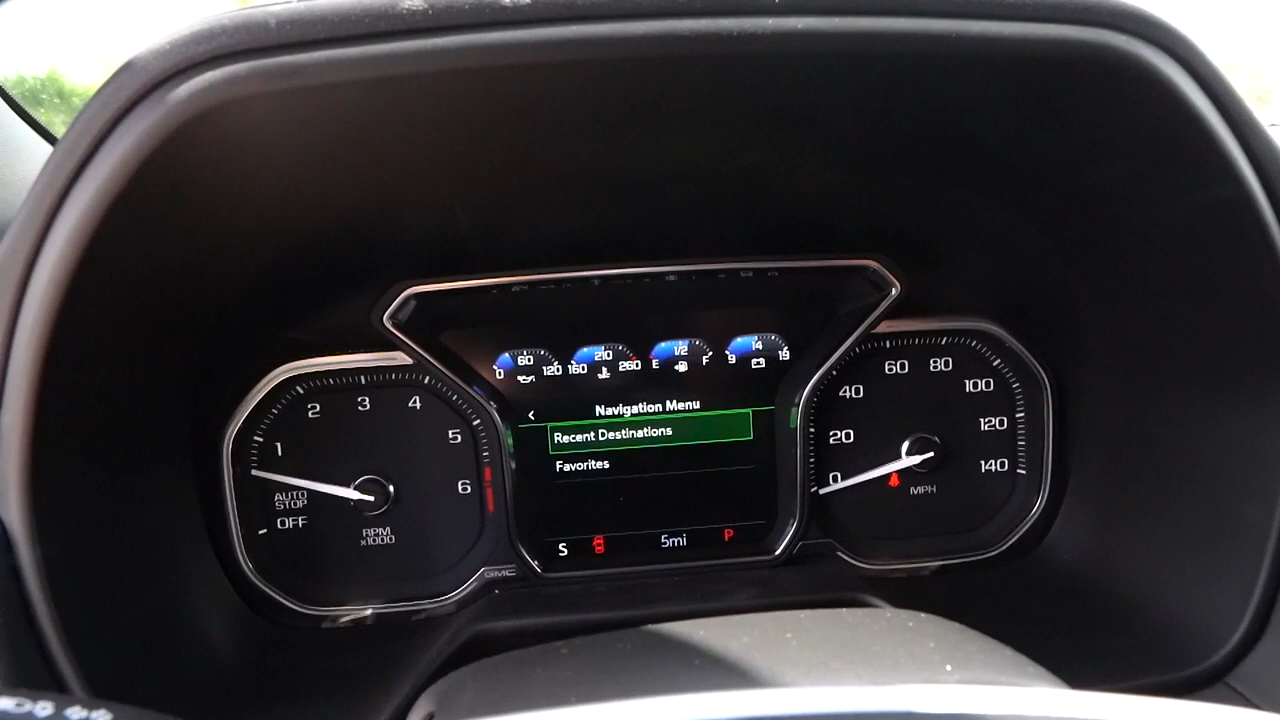 60
0 120
210
160 260
1/2
E F
14
9 19
< Navigation Menu
Recent Destinations
Favorites
S 5mi P
1
2
3
4
5
6
AUTO
STOP
OFF
RPM
x1000
GMC
0
20
40
60
80
100
120
140
MPH